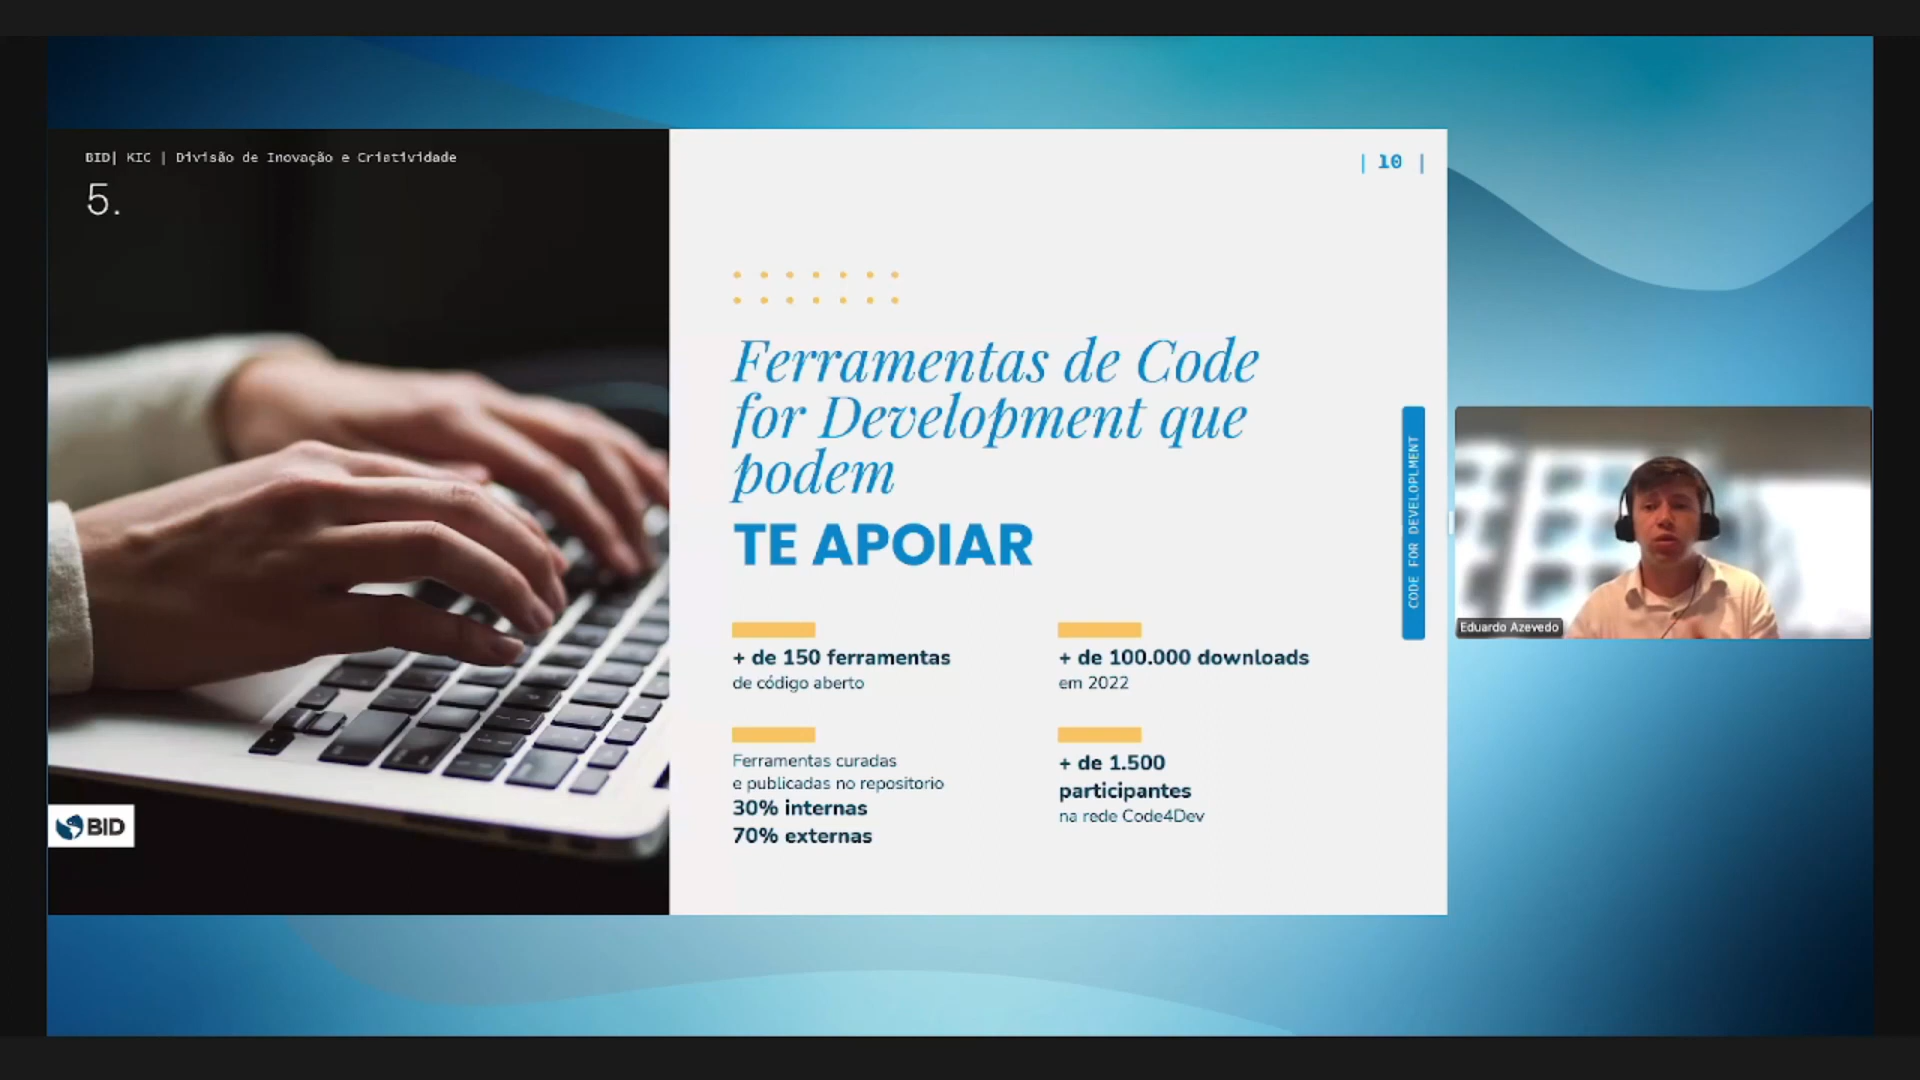 BID| KIC | Divisão de Inovação e Criatividade
5.
| 10 |
Ferramentas de Code
for Development que
podem
TE APOIAR
+ de 150 ferramentas
de código aberto
+ de 100.000 downloads
em 2022
Ferramentas curadas
e publicadas no repositorio
30% internas
70% externas
+ de 1.500
participantes
na rede Code4Dev
CODE FOR DEVELOPLMENT
BID
Eduardo Azevedo